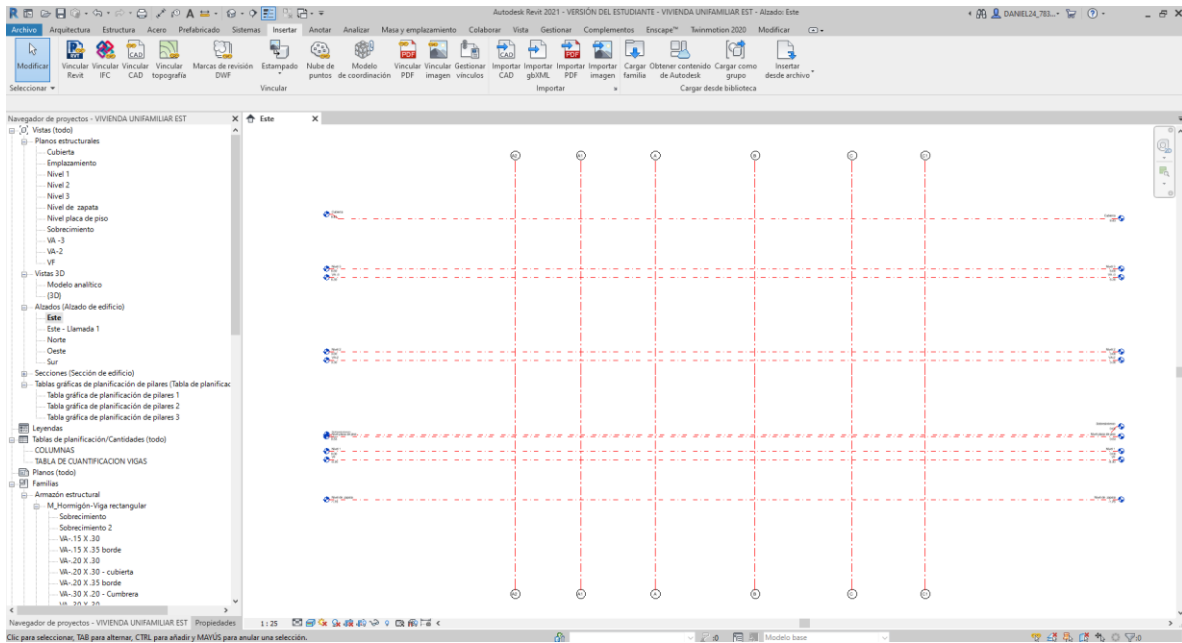 Autodesk Revit 2021 - VERSIÓN DEL ESTUDIANTE - VIVIENDA UNIFAMILIAR EST - Alzado: Este
DANIEL24_783...
Archivo Arquitectura Estructura Acero Prefabricado Sistemas Insertar Anotar Analizar Masa y emplazamiento Colaborar Vista Gestionar Complementos Enscape™ Twinmotion 2020 Modificar
Modificar
Vincular Revit
Vincular IFC
Vincular CAD
Vincular topografía
Marcas de revisión DWF
Estampado
Nube de puntos
Modelo de coordinación
Vincular PDF
Vincular imagen
Gestionar vínculos
Importar CAD
Importar gbXML
Importar PDF
Importar imagen
Cargar familia
Obtener contenido de Autodesk
Cargar como grupo
Insertar desde archivo
Seleccionar
Vincular
Importar
Cargar desde biblioteca
Navegador de proyectos - VIVIENDA UNIFAMILIAR EST
Este
Vistas (todo)
Planos estructurales
Cubierta
Emplazamiento
Nivel 1
Nivel 2
Nivel 3
Nivel de zapata
Nivel placa de piso
Sobrecimiento
VA -3
VA-2
VF
Vistas 3D
Modelo analítico
(3D)
Alzados (Alzado de edificio)
Este
Este - Llamada 1
Norte
Oeste
Sur
Secciones (Sección de edificio)
Tablas gráficas de planificación de pilares (Tabla de planificac
Tabla gráfica de planificación de pilares 1
Tabla gráfica de planificación de pilares 2
Tabla gráfica de planificación de pilares 3
Leyendas
Tablas de planificación/Cantidades (todo)
COLUMNAS
TABLA DE CUANTIFICACION VIGAS
Planos (todo)
Familias
Armazón estructural
M_Hormigón-Viga rectangular
Sobrecimiento
Sobrecimiento 2
VA-.15 X .30
VA-.15 X .35 borde
VA-.20 X .30
VA-.20 X .30 - cubierta
VA-.20 X .35 borde
VA-.30 X .20 - Cumbrera
A2 A1 A B C C1
A2 A1 A B C C1
Navegador de proyectos - VIVIENDA UNIFAMILIAR EST Propiedades
1:25
Clic para seleccionar, TAB para alternar, CTRL para añadir y MAYÚS para anular una selección.
:0
Modelo base
:0